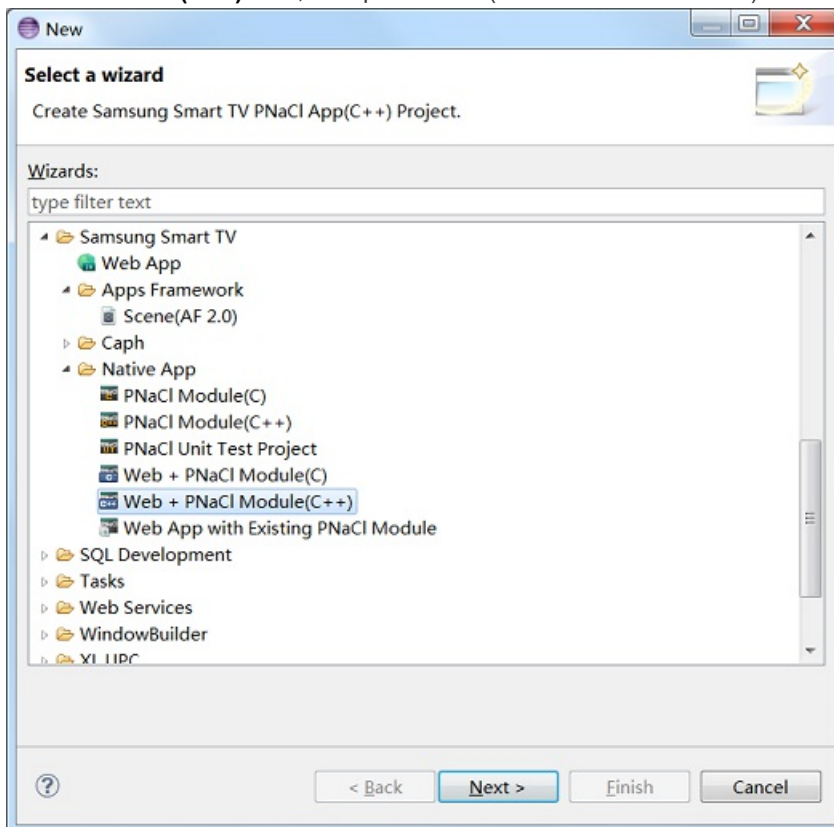 New
Select a wizard
Create Samsung Smart TV PNaCl App(C++) Project.
Wizards:
type filter text
Samsung Smart TV
Web App
Apps Framework
Scene(AF 2.0)
Caph
Native App
PNaCl Module(C)
PNaCl Module(C++)
PNaCl Unit Test Project
Web + PNaCl Module(C)
Web + PNaCl Module(C++)
Web App with Existing PNaCl Module
SQL Development
Tasks
Web Services
WindowBuilder
? < Back Next > Finish Cancel